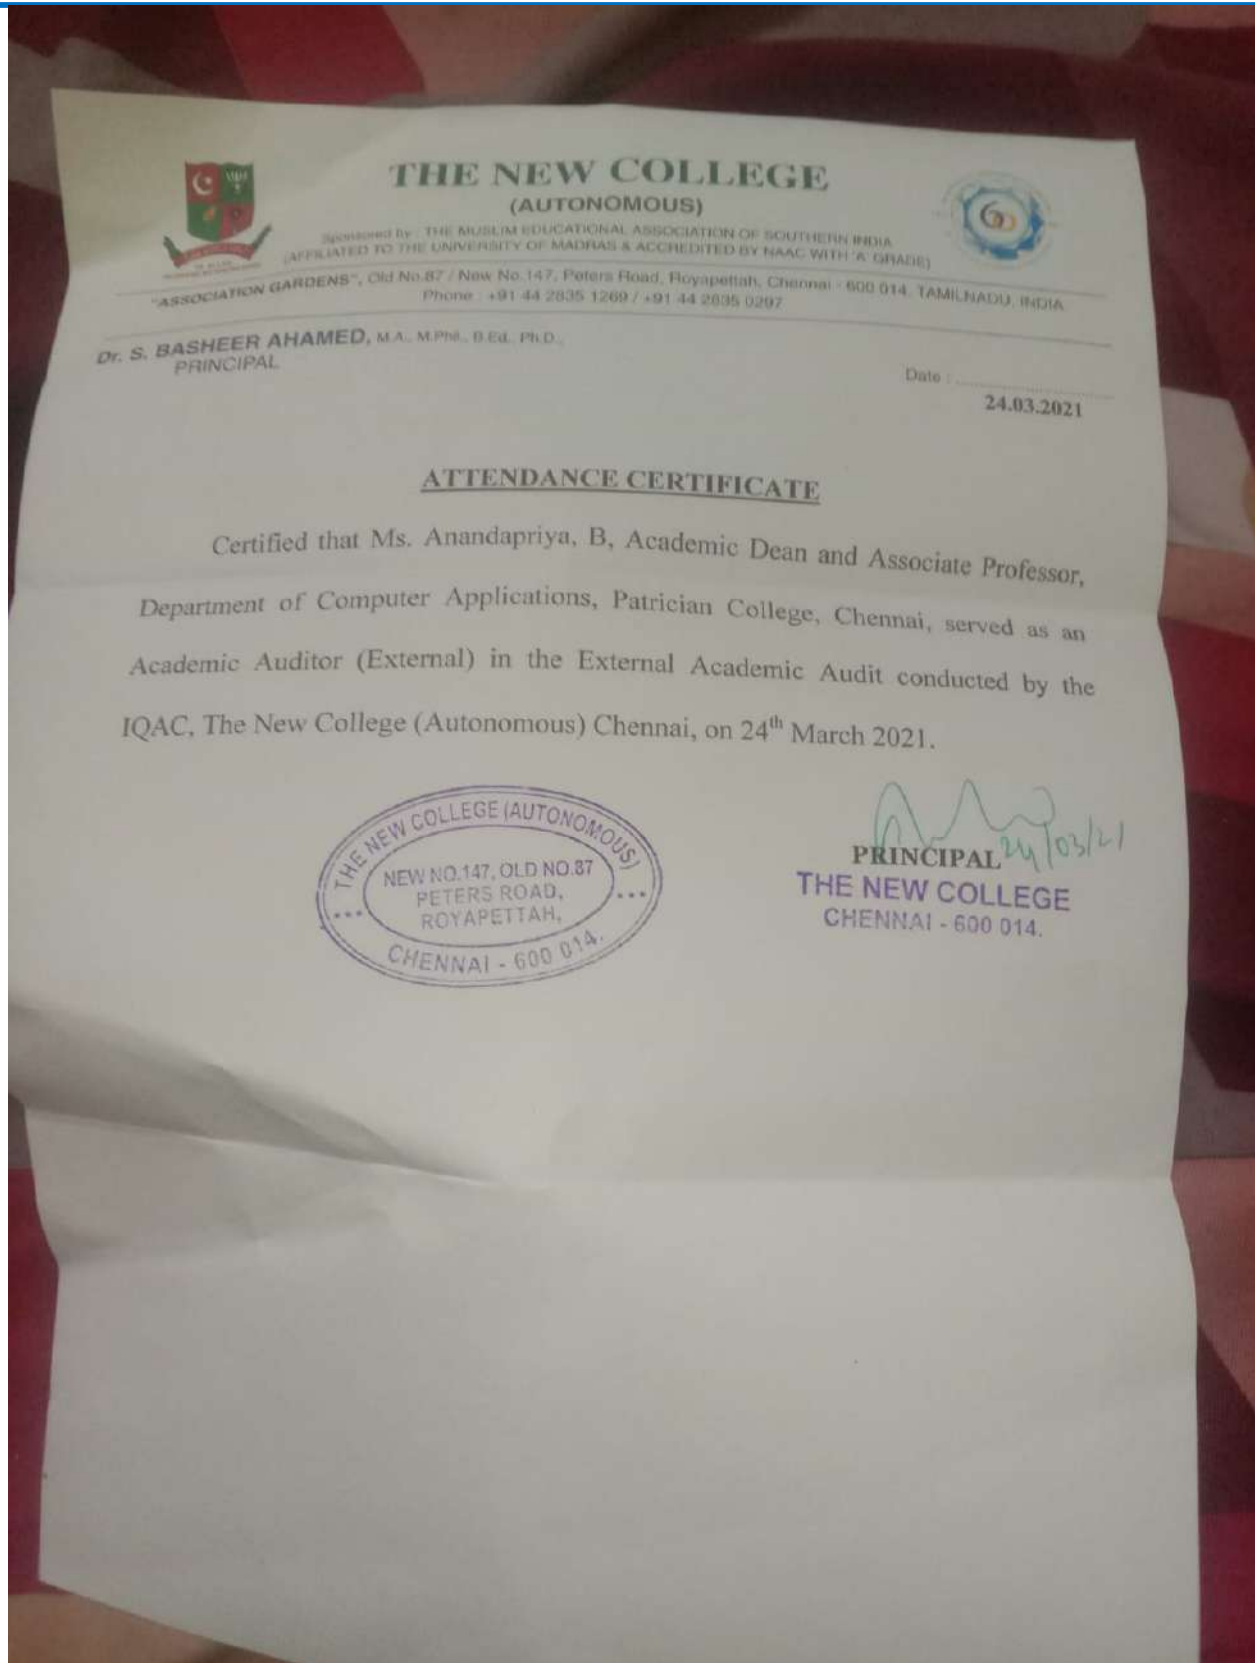 THE NEW COLLEGE
(AUTONOMOUS)
Sponsored by : THE MUSLIM EDUCATIONAL ASSOCIATION OF SOUTHERN INDIA
(AFFILIATED TO THE UNIVERSITY OF MADRAS & ACCREDITED BY NAAC WITH 'A' GRADE)
"ASSOCIATION GARDENS", Old No.87 / New No.147, Peters Road, Royapettah, Chennai - 600 014. TAMILNADU, INDIA
Phone : +91 44 2835 1269 / +91 44 2835 0297
Dr. S. BASHEER AHAMED, M.A., M.Phil., B.Ed., Ph.D.,
PRINCIPAL
Date :
24.03.2021
ATTENDANCE CERTIFICATE
Certified that Ms. Anandapriya, B, Academic Dean and Associate Professor,
Department of Computer Applications, Patrician College, Chennai, served as an
Academic Auditor (External) in the External Academic Audit conducted by the
IQAC, The New College (Autonomous) Chennai, on 24th March 2021.
THE NEW COLLEGE (AUTONOMOUS)
NEW NO.147, OLD NO.87
PETERS ROAD,
ROYAPETTAH,
CHENNAI - 600 014.
24/03/21
PRINCIPAL
THE NEW COLLEGE
CHENNAI - 600 014.